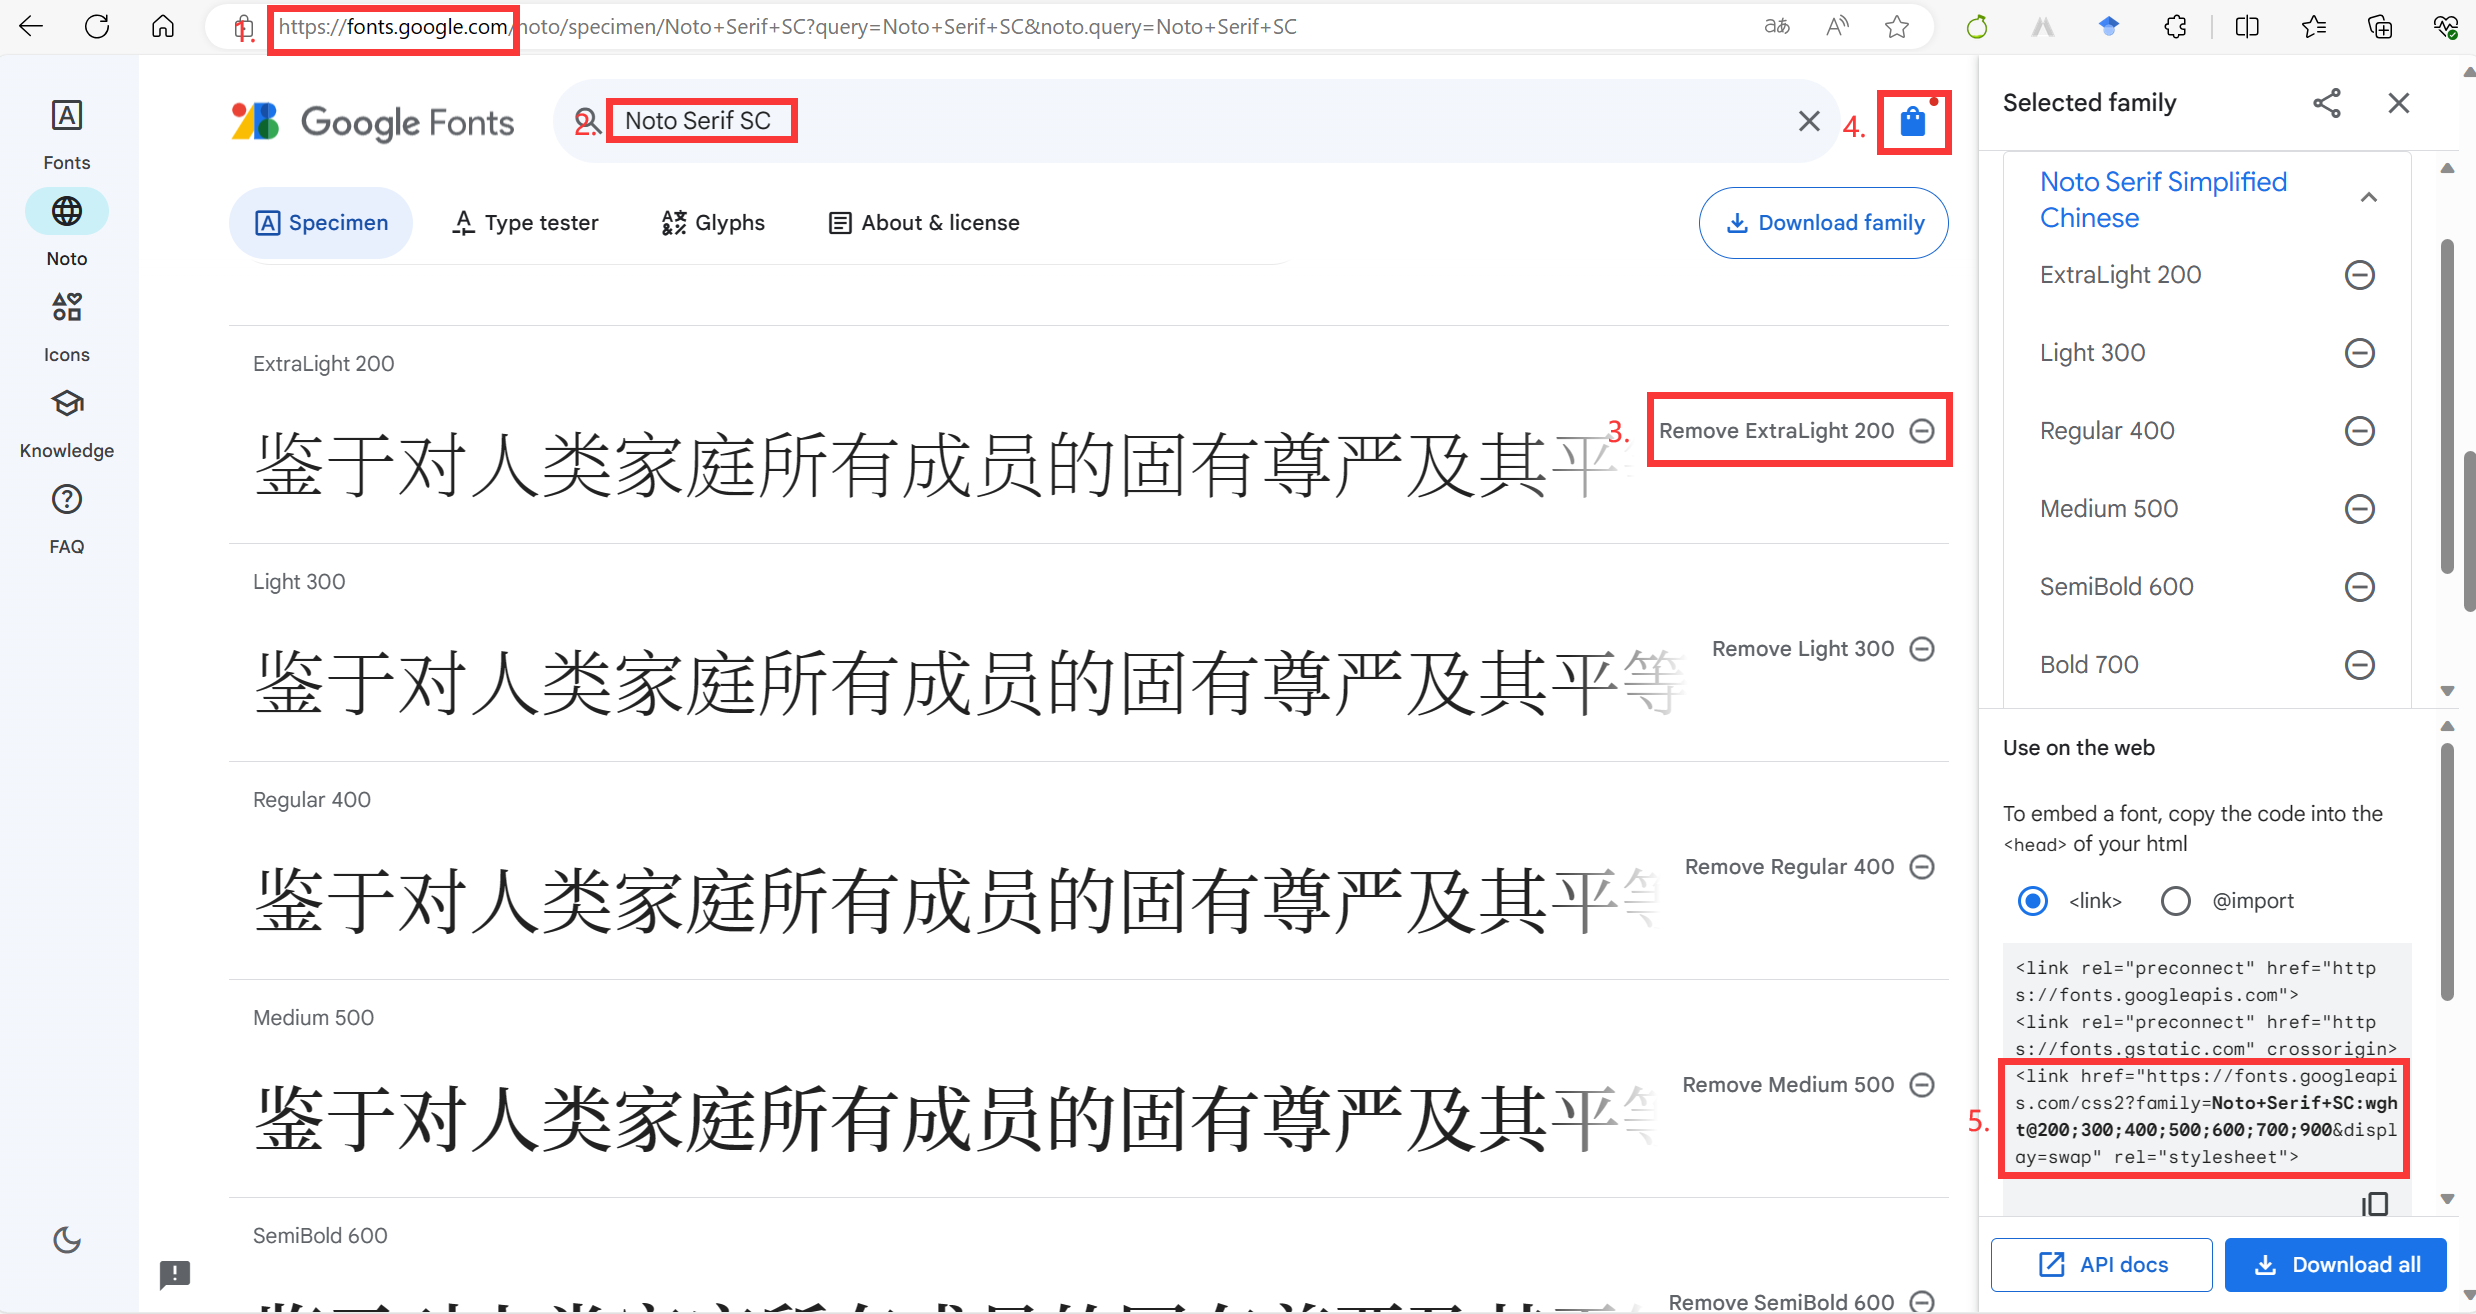 1.
https://fonts.google.com/noto/specimen/Noto+Serif+SC?query=Noto+Serif+SC&noto.query=Noto+Serif+SC
Fonts
Noto
Icons
Knowledge
FAQ
Google Fonts
2.
Noto Serif SC
4.
Specimen
Type tester
Glyphs
About & license
Download family
ExtraLight 200
鉴于对人类家庭所有成员的固有尊严及其平
3.
Remove ExtraLight 200
Light 300
鉴于对人类家庭所有成员的固有尊严及其平等
Remove Light 300
Regular 400
鉴于对人类家庭所有成员的固有尊严及其平等
Remove Regular 400
Medium 500
鉴于对人类家庭所有成员的固有尊严及其平等
Remove Medium 500
SemiBold 600
Remove SemiBold 600
Selected family
Noto Serif Simplified
Chinese
ExtraLight 200
Light 300
Regular 400
Medium 500
SemiBold 600
Bold 700
Use on the web
To embed a font, copy the code into the
<head> of your html
<link>
@import
<link rel="preconnect" href="http
s://fonts.googleapis.com">
<link rel="preconnect" href="http
s://fonts.gstatic.com" crossorigin>
5.
<link href="https://fonts.googleapi
s.com/css2?family=Noto+Serif+SC:wgh
t@200;300;400;500;600;700;900&displ
ay=swap" rel="stylesheet">
API docs
Download all